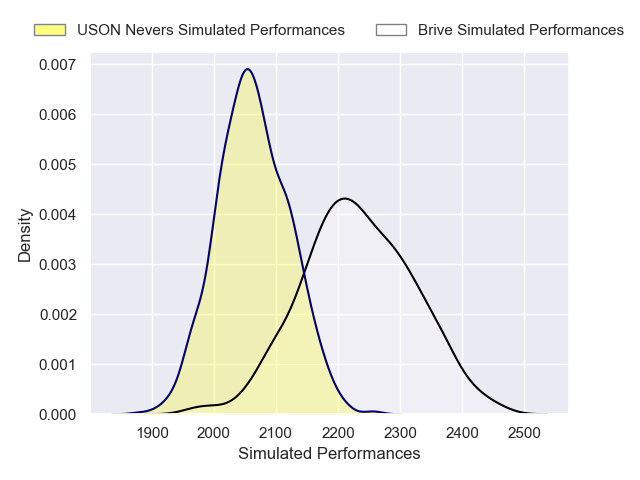 USON Nevers Simulated Performances Brive Simulated Performances
0.007
0.006
0.005
0.004
0.003
0.002
0.001
0.000
Density
1900 2000 2100 2200 2300 2400 2500
Simulated Performances